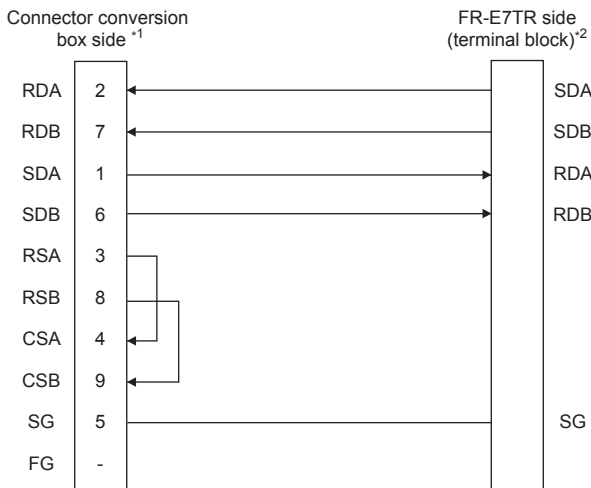 Connector conversion
box side *1
FR-E7TR side
(terminal block)*2
RDA 2 SDA
RDB 7 SDB
SDA 1 RDA
SDB 6 RDB
RSA 3
RSB 8
CSA 4
CSB 9
SG 5 SG
FG -